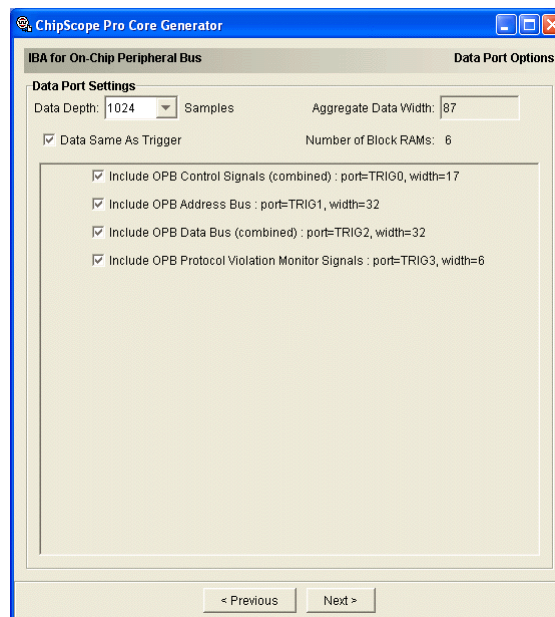 ChipScope Pro Core Generator
IBA for On-Chip Peripheral Bus Data Port Options
Data Port Settings
Data Depth: 1024 Samples Aggregate Data Width: 87
Data Same As Trigger Number of Block RAMs: 6
Include OPB Control Signals (combined) : port=TRIG0, width=17
Include OPB Address Bus : port=TRIG1, width=32
Include OPB Data Bus (combined) : port=TRIG2, width=32
Include OPB Protocol Violation Monitor Signals : port=TRIG3, width=6
< Previous Next >